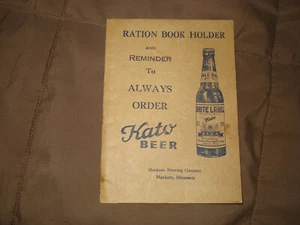 RATION BOOK HOLDER
AND
REMINDER
To
ALWAYS
ORDER
Kato
BEER
Mankato Brewing Company
Mankato, Minnesota